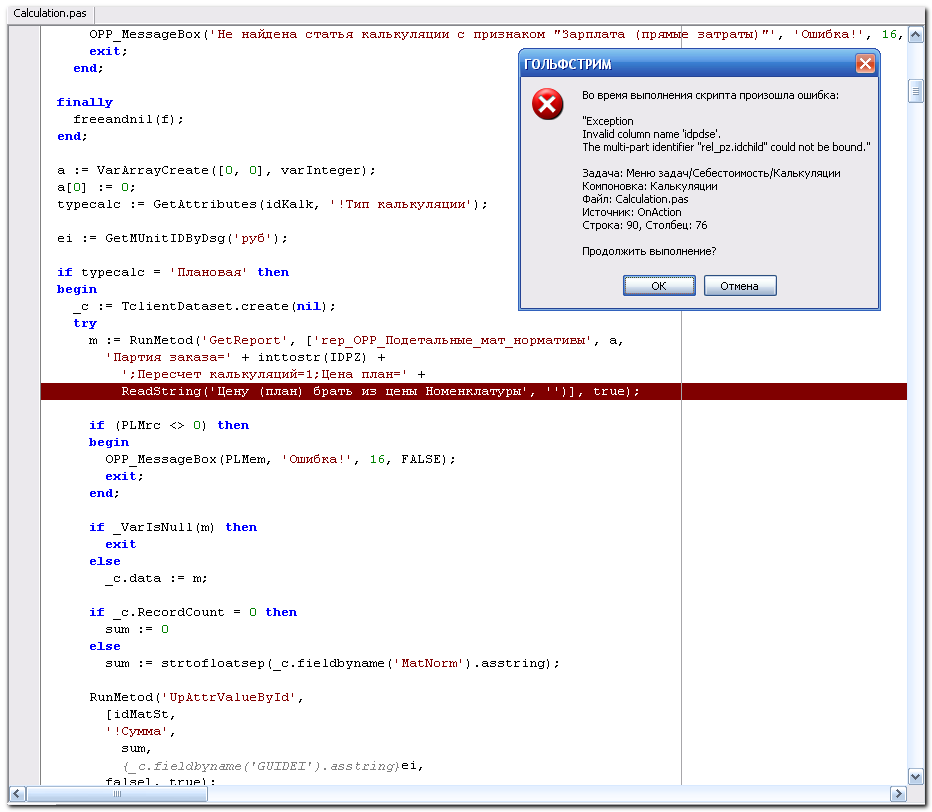 Calculation.pas
OPP_MessageBox('Не найдена статья калькуляции с признаком "Зарплата (прямые затраты)"', 'Ошибка!', 16,
exit;
end;
finally
freeandnil(f);
end;
a := VarArrayCreate([0, 0], varInteger);
a[0] := 0;
typecalc := GetAttributes(idKalk, '!Тип калькуляции');
ei := GetMUnitIDByDsg('руб');
if typecalc = 'Плановая' then
begin
_c := TclientDataset.create(nil);
try
m := RunMetod('GetReport', ['rep_OPP_Подетальные_мат_нормативы', a,
'Партия заказа=' + inttostr(IDPZ) +
';Пересчет калькуляций=1;Цена план=' +
ReadString('Цену (план) брать из цены Номенклатуры', '')], true);
if (PLMrc <> 0) then
begin
OPP_MessageBox(PLMem, 'Ошибка!', 16, FALSE);
exit;
end;
if _VarIsNull(m) then
exit
else
_c.data := m;
if _c.RecordCount = 0 then
sum := 0
else
sum := strtofloatsep(_c.fieldbyname('MatNorm').asstring);
RunMetod('UpAttrValueById',
[idMatSt,
'!Сумма',
sum,
{_c.fieldbyname('GUIDEI').asstring}ei,
false], true);
ГОЛЬФСТРИМ
Во время выполнения скрипта произошла ошибка:
"Exception
Invalid column name 'idpdse'.
The multi-part identifier "rel_pz.idchild" could not be bound."
Задача: Меню задач/Себестоимость/Калькуляции
Компоновка: Калькуляции
Файл: Calculation.pas
Источник: OnAction
Строка: 90, Столбец: 76
Продолжить выполнение?
ОК
Отмена